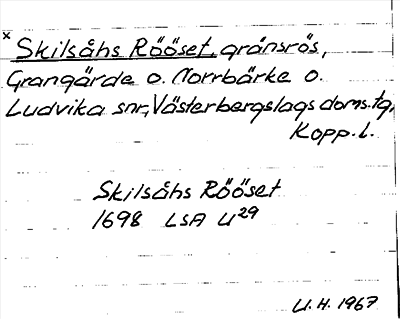 x Skilsåhs Rööset, gränsrös,
Grangärde o. Norrbärke o.
Ludvika snr, Västerbergslags doms.tg,
Kopp.l.
Skilsåhs Rööset
1698 LSA U29
U.H. 1967